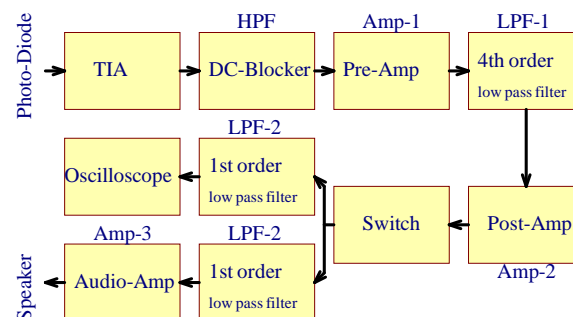 HPF
Amp-1
LPF-1
Photo-Diode
TIA
DC-Blocker
Pre-Amp
4th order
low pass filter
LPF-2
Oscilloscope
1st order
low pass filter
Switch
Post-Amp
Amp-2
Amp-3
LPF-2
Speaker
Audio-Amp
1st order
low pass filter